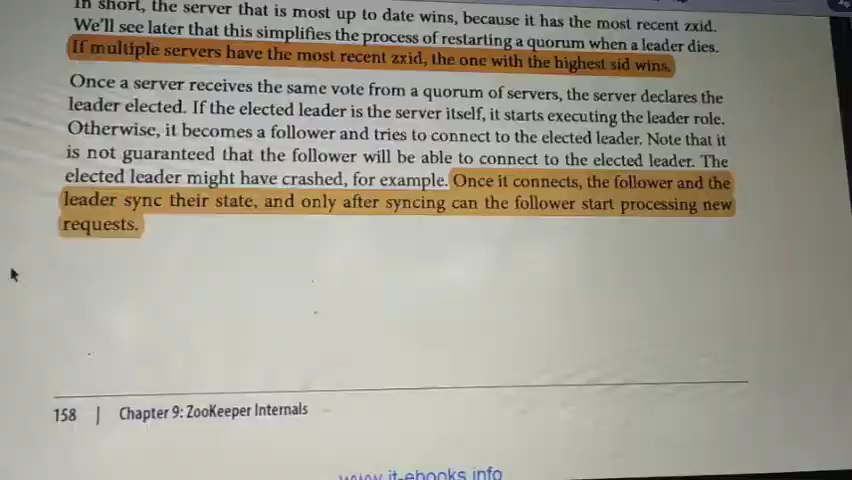 In short, the server that is most up to date wins, because it has the most recent zxid.
We'll see later that this simplifies the process of restarting a quorum when a leader dies.
If multiple servers have the most recent zxid, the one with the highest sid wins.
Once a server receives the same vote from a quorum of servers, the server declares the
leader elected. If the elected leader is the server itself, it starts executing the leader role.
Otherwise, it becomes a follower and tries to connect to the elected leader. Note that it
is not guaranteed that the follower will be able to connect to the elected leader. The
elected leader might have crashed, for example. Once it connects, the follower and the
leader sync their state, and only after syncing can the follower start processing new
requests.
158 | Chapter 9: ZooKeeper Internals
www.it-ebooks.info